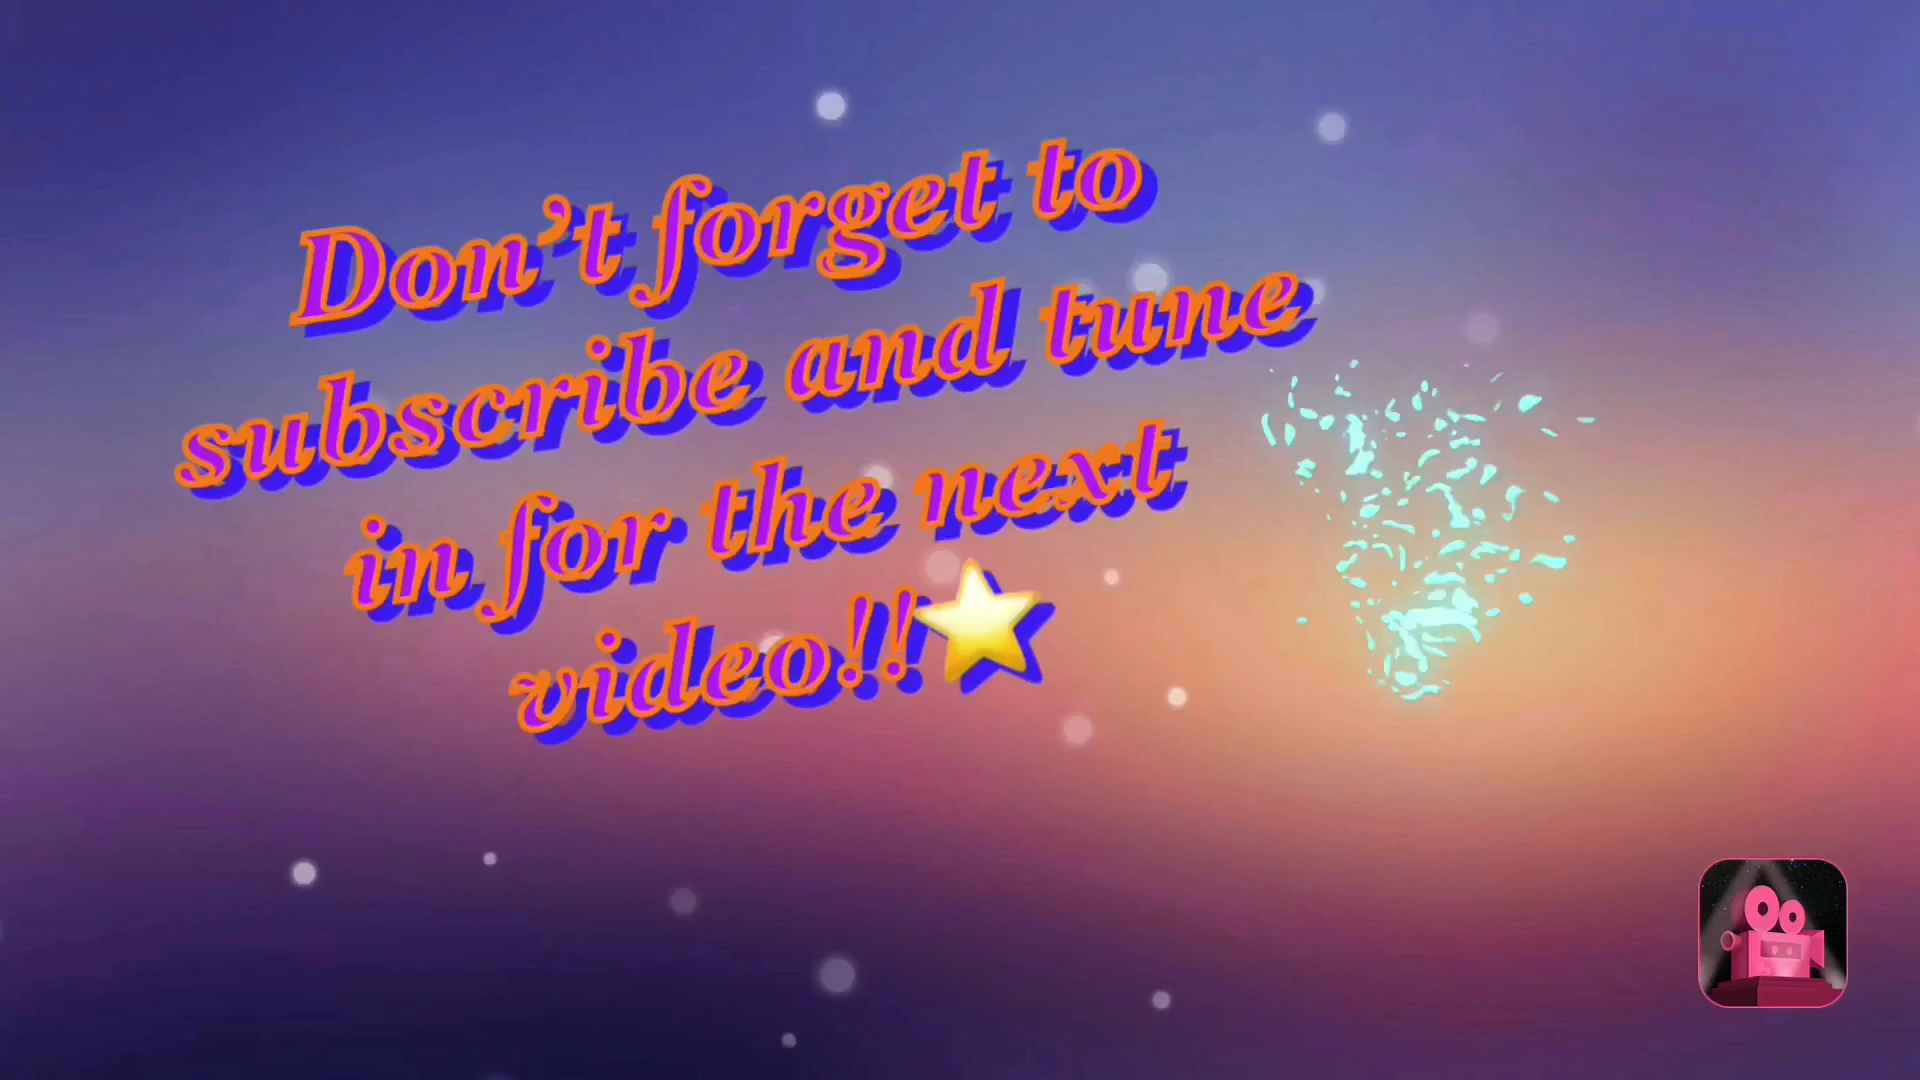 Don’t forget to
subscribe and tune
in for the next
video!!⭐